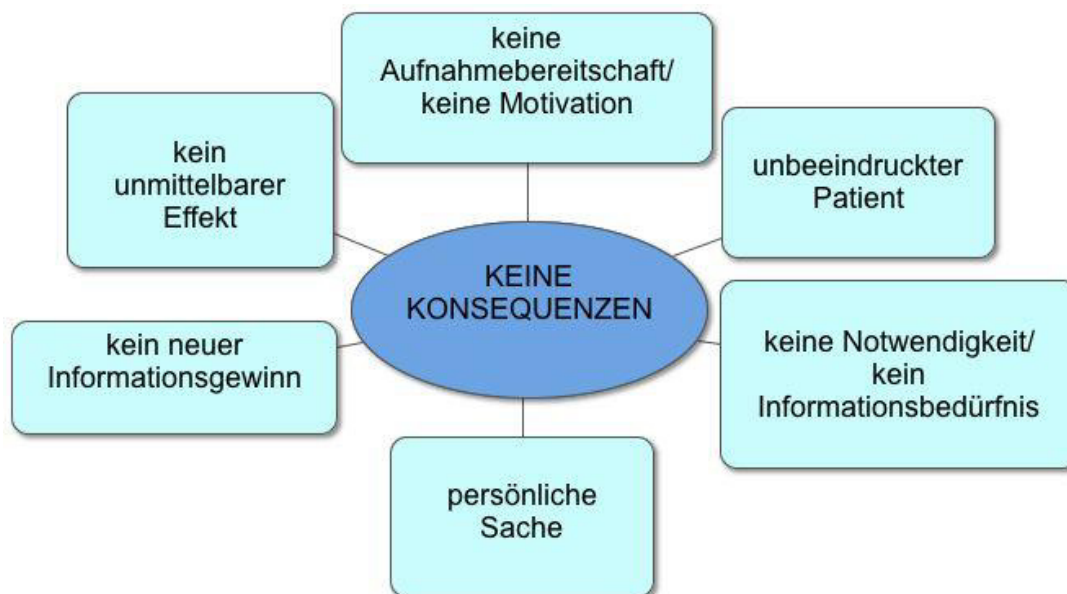 keine
Aufnahmebereitschaft/
keine Motivation
kein
unmittelbarer
Effekt
unbeeindruckter
Patient
KEINE
KONSEQUENZEN
kein neuer
Informationsgewinn
keine Notwendigkeit/
kein
Informationsbedürfnis
persönliche
Sache